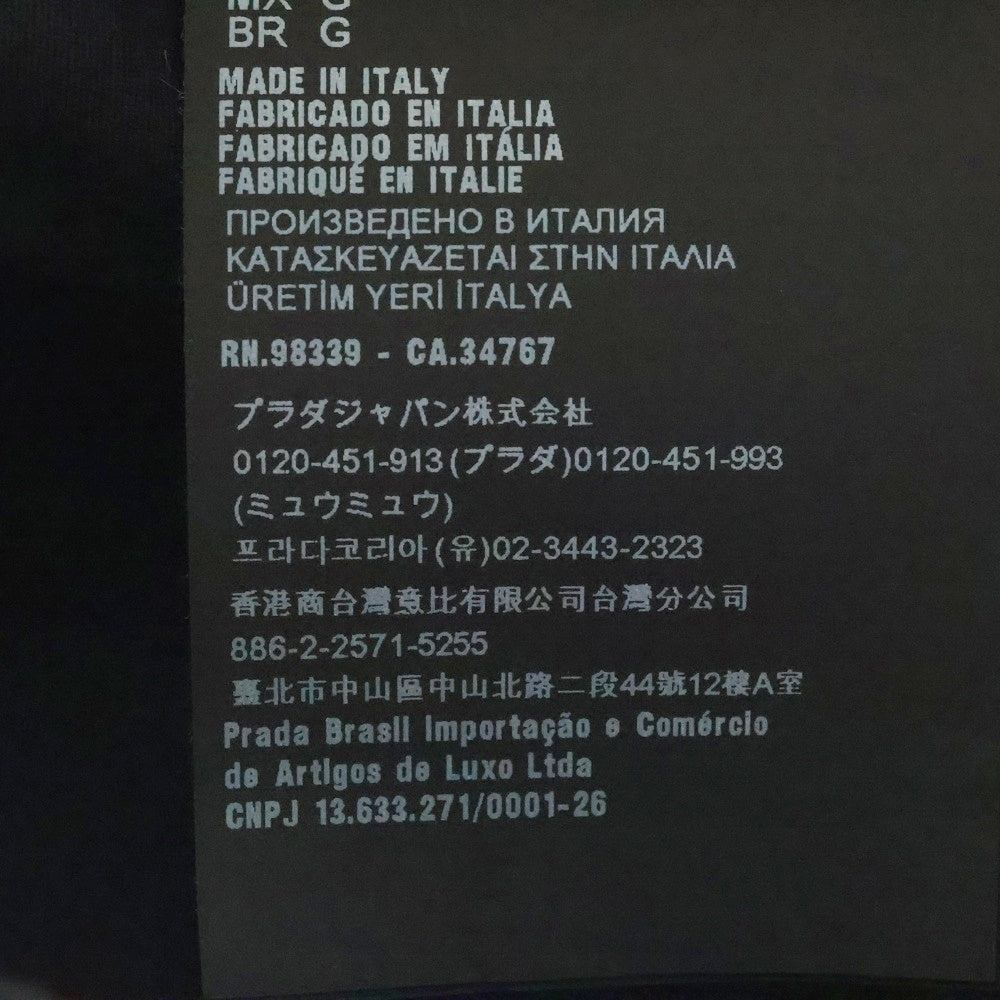 MX G
BR G
MADE IN ITALY
FABRICADO EN ITALIA
FABRICADO EM ITÁLIA
FABRIQUÉ EN ITALIE
ПРОИЗВЕДЕНО В ИТАЛИЯ
ΚΑΤΑΣΚΕΥΑΖΕΤΑΙ ΣΤΗΝ ΙΤΑΛΙΑ
ÜRETİM YERİ İTALYA
RN.98339 - CA.34767
プラダジャパン株式会社
0120-451-913(プラダ)0120-451-993
(ミュウミュウ)
프라다코리아(유)02-3443-2323
香港商台灣意比有限公司台灣分公司
886-2-2571-5255
臺北市中山區中山北路二段44號12樓A室
Prada Brasil Importação e Comércio
de Artigos de Luxo Ltda
CNPJ 13.633.271/0001-26